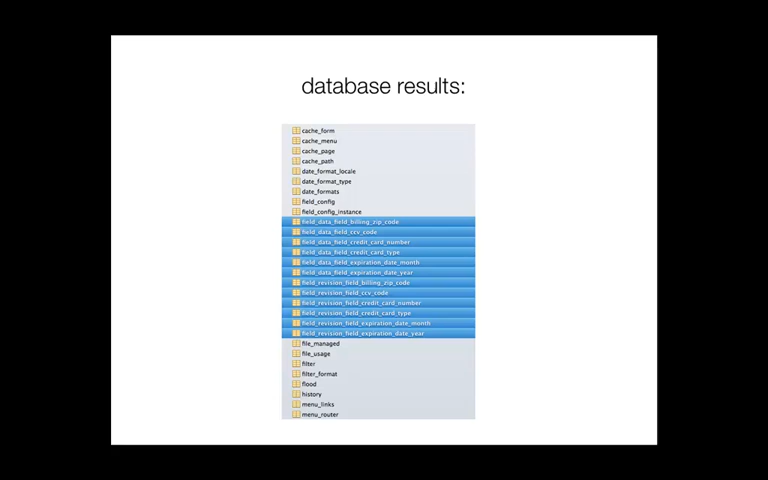 database results:
cache_form
cache_menu
cache_page
cache_path
date_format_locale
date_format_type
date_formats
field_config
field_config_instance
field_data_field_billing_zip_code
field_data_field_ccv_code
field_data_field_credit_card_number
field_data_field_credit_card_type
field_data_field_expiration_date_month
field_data_field_expiration_date_year
field_revision_field_billing_zip_code
field_revision_field_ccv_code
field_revision_field_credit_card_number
field_revision_field_credit_card_type
field_revision_field_expiration_date_month
field_revision_field_expiration_date_year
file_managed
file_usage
filter
filter_format
flood
history
menu_links
menu_router